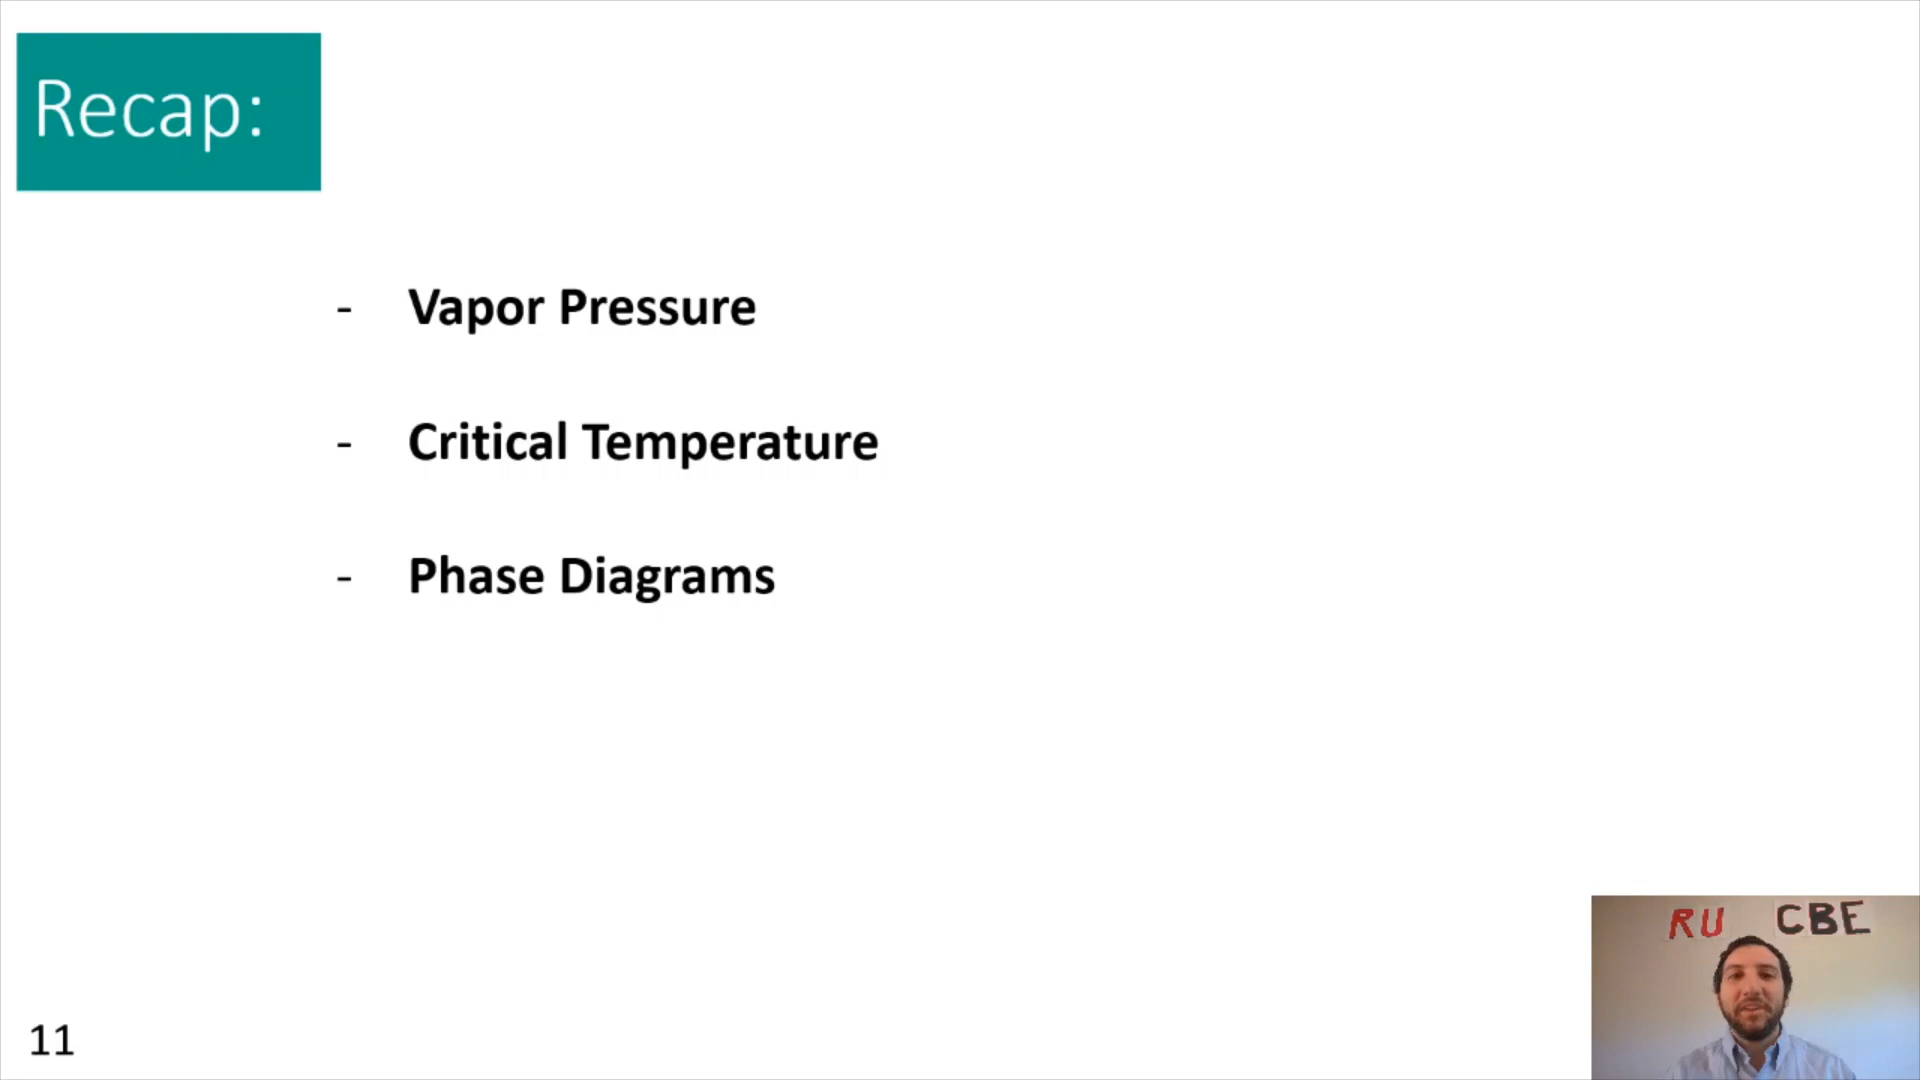 Recap:
- Vapor Pressure
- Critical Temperature
- Phase Diagrams
RU CBE
11